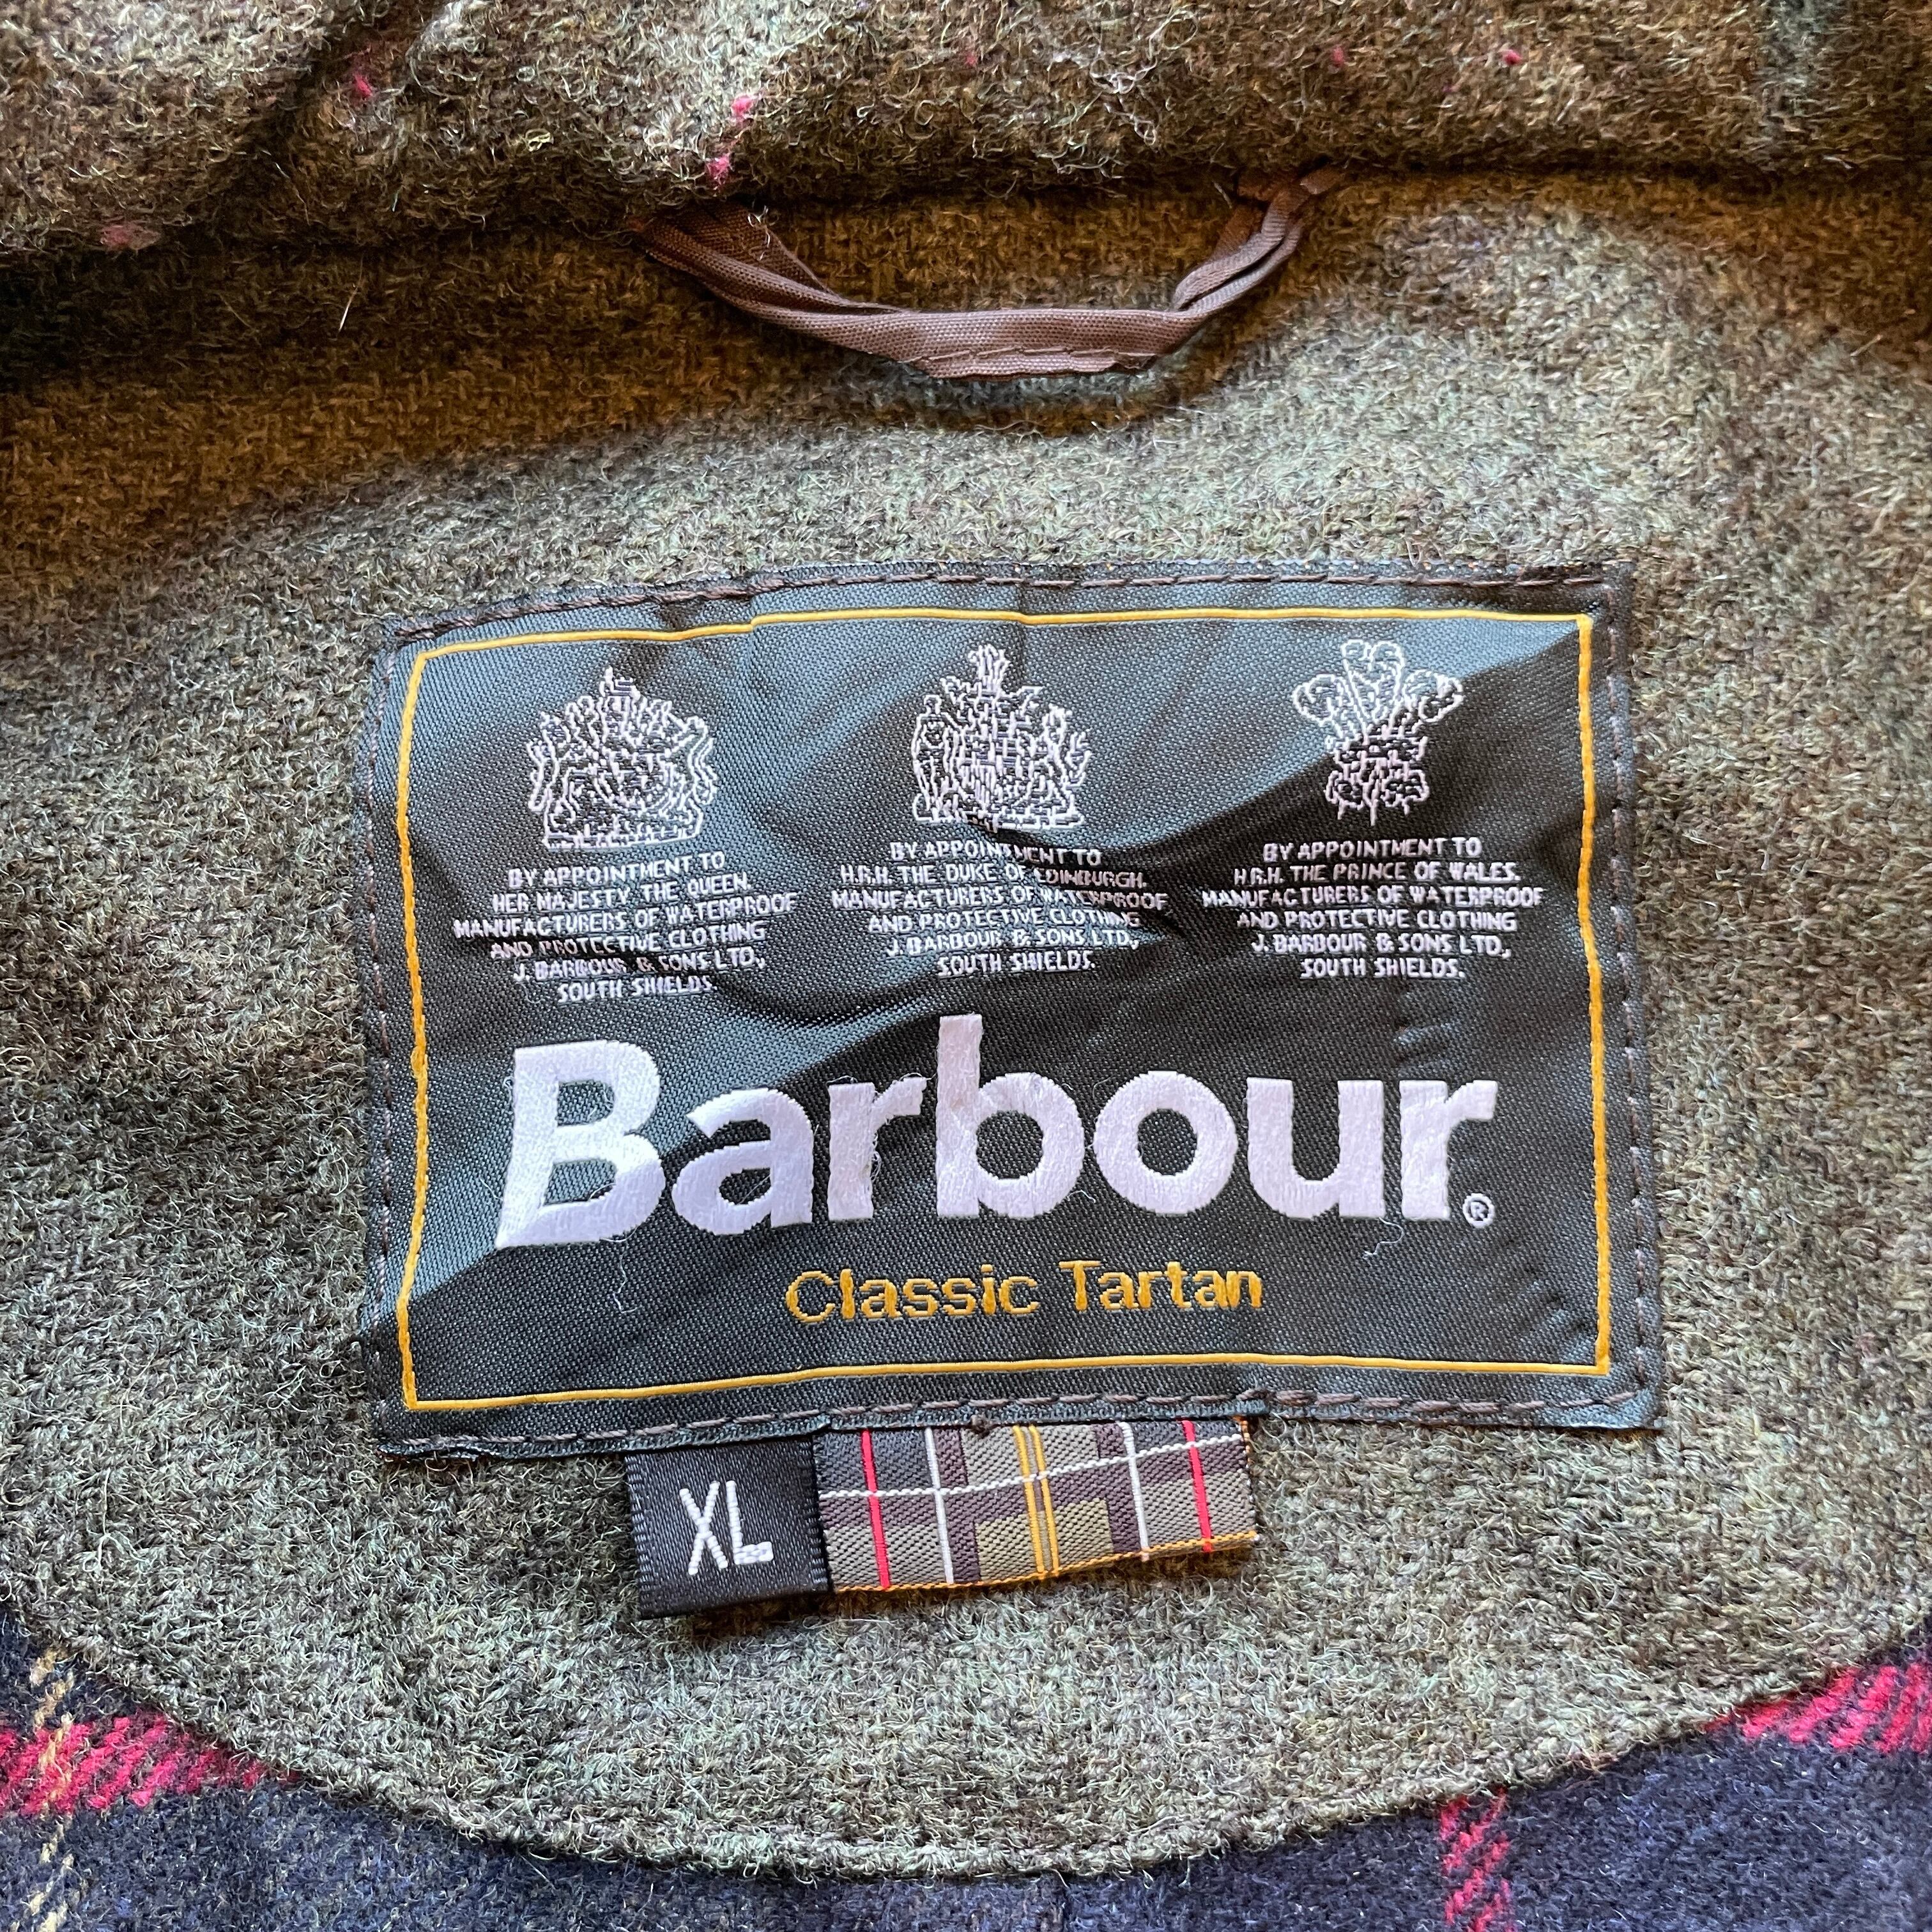 BY APPOINTMENT TO
HER MAJESTY THE QUEEN.
MANUFACTURERS OF WATERPROOF
AND PROTECTIVE CLOTHING
J. BARBOUR & SONS LTD.,
SOUTH SHIELDS
BY APPOINTMENT TO
H.R.H. THE DUKE OF EDINBURGH.
MANUFACTURERS OF WATERPROOF
AND PROTECTIVE CLOTHING
J. BARBOUR & SONS LTD.,
SOUTH SHIELDS.
BY APPOINTMENT TO
H.R.H. THE PRINCE OF WALES.
MANUFACTURERS OF WATERPROOF
AND PROTECTIVE CLOTHING
J. BARBOUR & SONS LTD.,
SOUTH SHIELDS.
Barbour®
Classic Tartan
XL